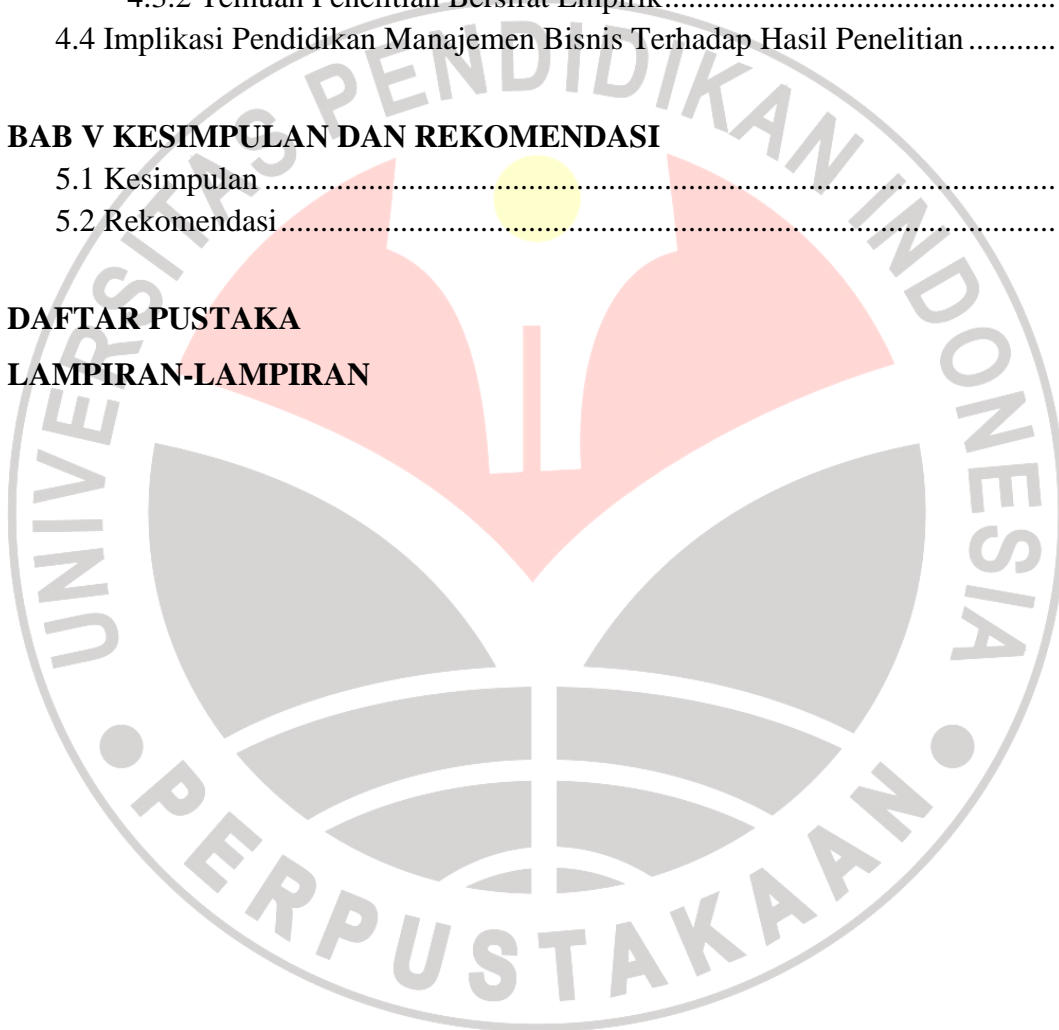 4.3.2 Temuan Penelitian Bersifat Empirik
4.4 Implikasi Pendidikan Manajemen Bisnis Terhadap Hasil Penelitian
BAB V KESIMPULAN DAN REKOMENDASI
5.1 Kesimpulan
5.2 Rekomendasi
DAFTAR PUSTAKA
LAMPIRAN-LAMPIRAN
UNIVERSITAS PENDIDIKAN INDONESIA
PERPUSTAKAAN